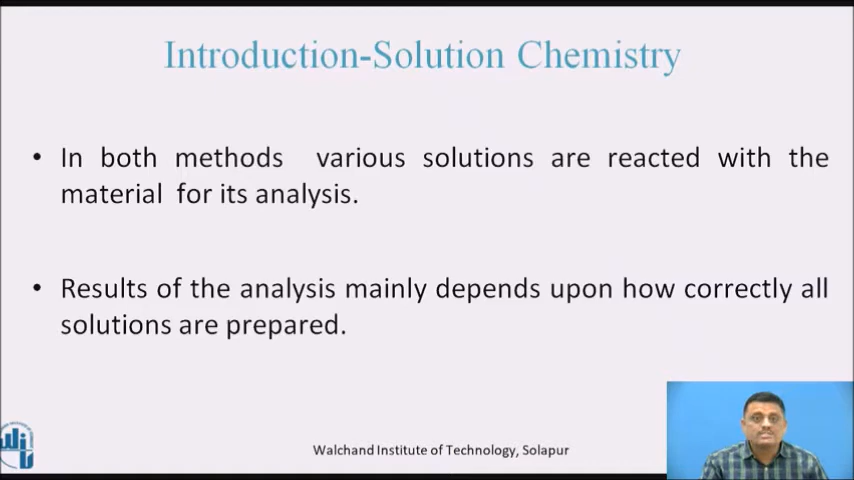 Introduction-Solution Chemistry
• In both methods various solutions are reacted with the
material for its analysis.
• Results of the analysis mainly depends upon how correctly all
solutions are prepared.
Walchand Institute of Technology, Solapur